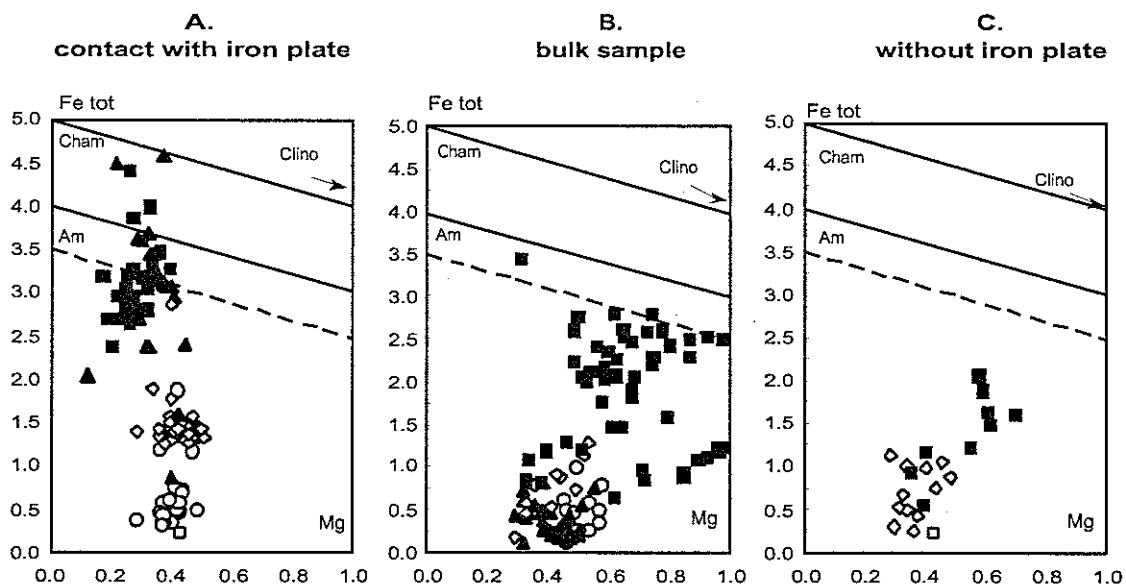 A.
contact with iron plate
B.
bulk sample
C.
without iron plate
Fe tot
5.0
4.5
4.0
3.5
3.0
2.5
2.0
1.5
1.0
0.5
0.0
Cham
Clino
Am
Mg
0.0 0.2 0.4 0.6 0.8 1.0
Fe tot
5.0
4.5
4.0
3.5
3.0
2.5
2.0
1.5
1.0
0.5
0.0
Cham
Clino
Am
Mg
0.0 0.2 0.4 0.6 0.8 1.0
Fe tot
5.0
4.5
4.0
3.5
3.0
2.5
2.0
1.5
1.0
0.5
0.0
Cham
Clino
Am
Mg
0.0 0.2 0.4 0.6 0.8 1.0